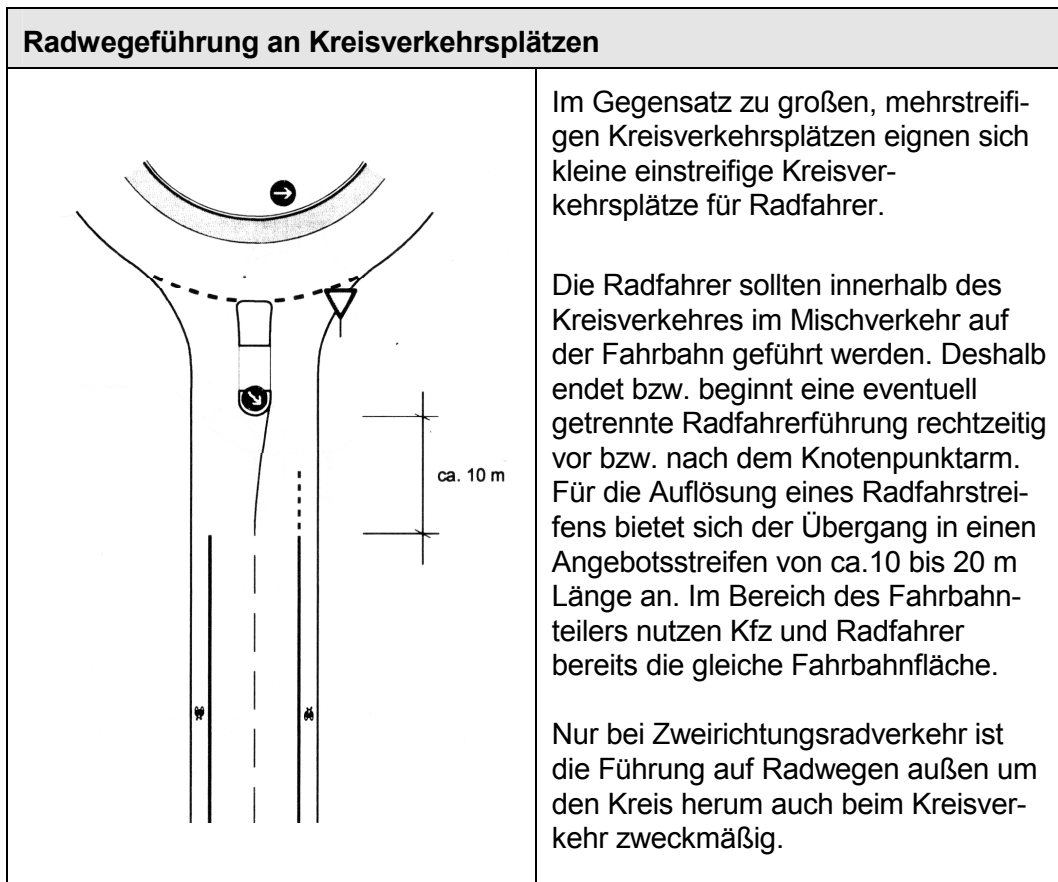 Radwegeführung an Kreisverkehrsplätzen
ca. 10 m
Im Gegensatz zu großen, mehrstreifi-
gen Kreisverkehrsplätzen eignen sich
kleine einstreifige Kreisver-
kehrsplätze für Radfahrer.
Die Radfahrer sollten innerhalb des
Kreisverkehres im Mischverkehr auf
der Fahrbahn geführt werden. Deshalb
endet bzw. beginnt eine eventuell
getrennte Radfahrerführung rechtzeitig
vor bzw. nach dem Knotenpunktarm.
Für die Auflösung eines Radfahrstrei-
fens bietet sich der Übergang in einen
Angebotsstreifen von ca.10 bis 20 m
Länge an. Im Bereich des Fahrbahn-
teilers nutzen Kfz und Radfahrer
bereits die gleiche Fahrbahnfläche.
Nur bei Zweirichtungsradverkehr ist
die Führung auf Radwegen außen um
den Kreis herum auch beim Kreisver-
kehr zweckmäßig.